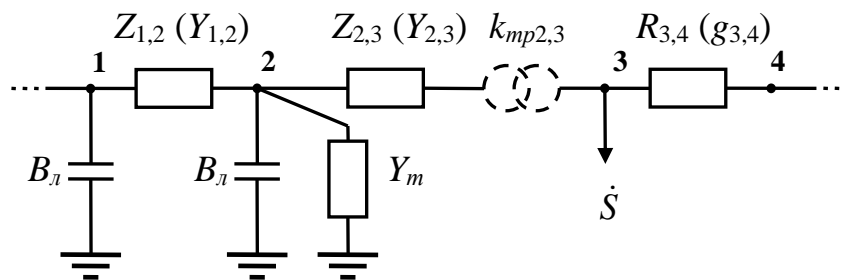 Z1,2 (Y1,2) Z2,3 (Y2,3) kтр2,3 R3,4 (g3,4)
1 2 3 4
Bл Bл Yт Ṡ